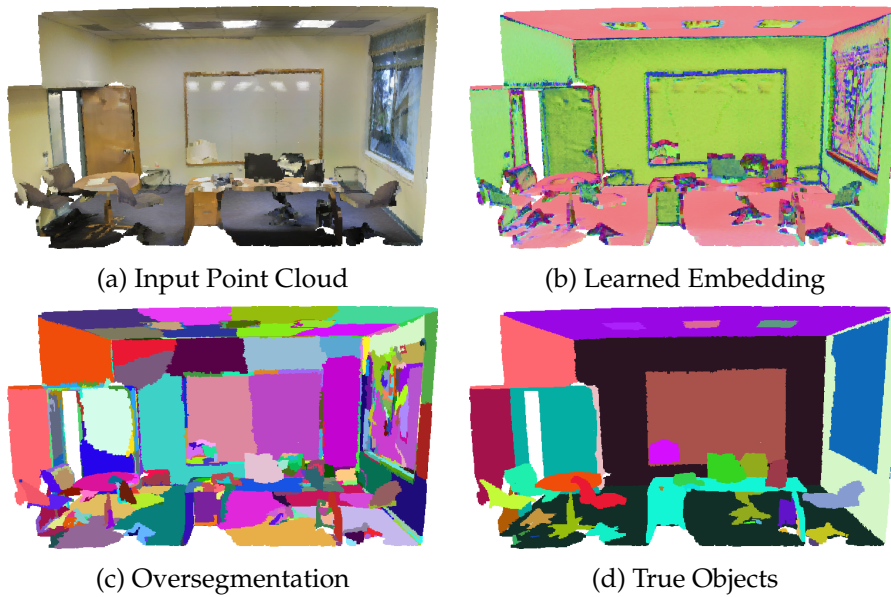 (a) Input Point Cloud
(b) Learned Embedding
(c) Oversegmentation
(d) True Objects